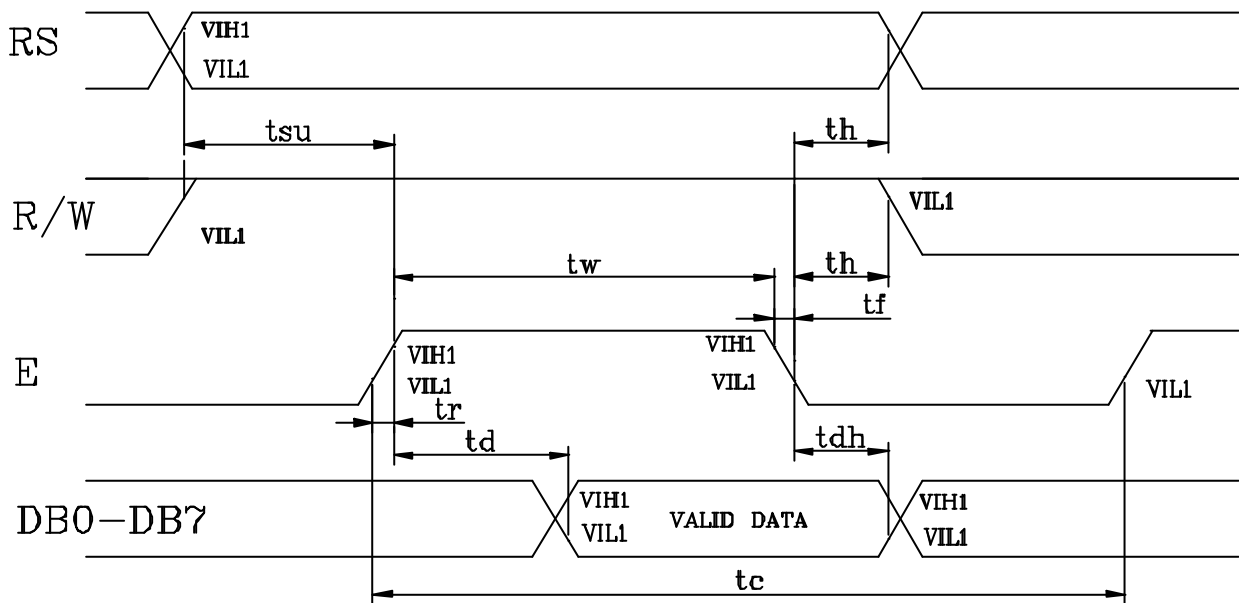 RS
VIH1
VIL1
tsu
th
R/W
VIL1
VIL1
tw
th
tf
E
VIH1
VIL1
VIH1
VIL1
VIL1
tr
td
tdh
DB0-DB7
VIH1
VIL1
VALID DATA
VIH1
VIL1
tc